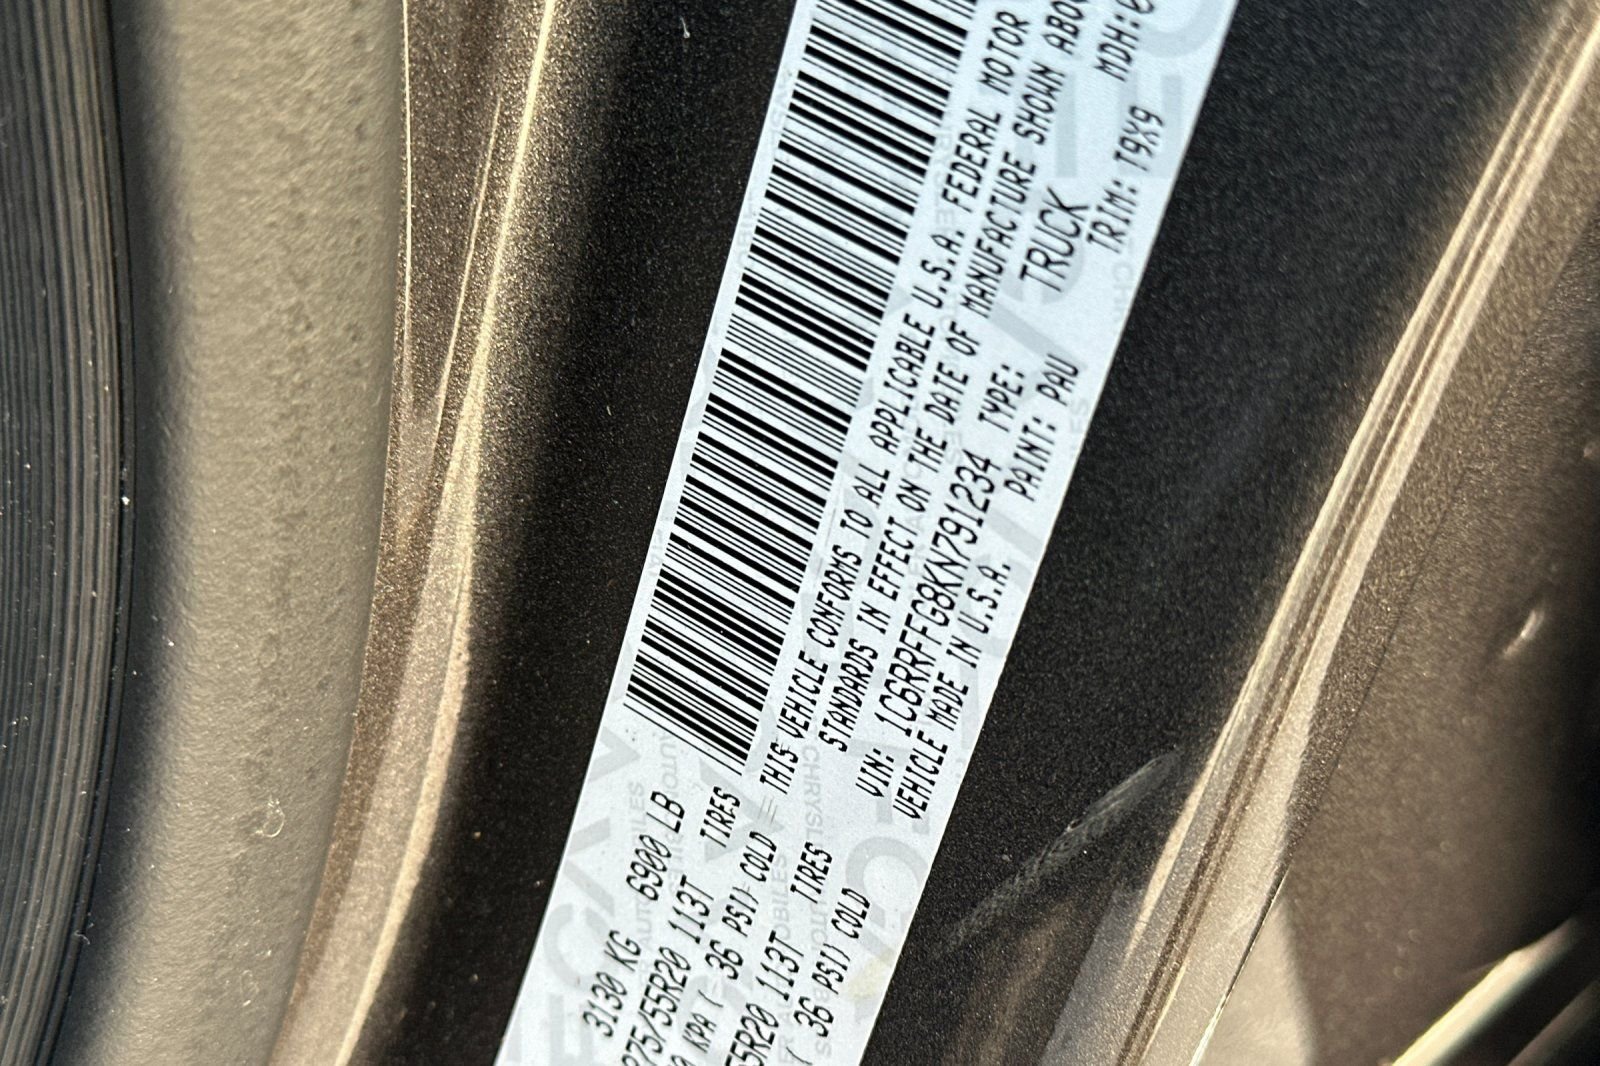 3130 KG 6900 LB
275/55R20 113T TIRES
KPA ( 36 PSI) COLD
55R20 113T TIRES
( 36 PSI) COLD
THIS VEHICLE CONFORMS TO ALL APPLICABLE U.S.A. FEDERAL MOTOR
STANDARDS IN EFFECT ON THE DATE OF MANUFACTURE SHOWN
VIN: 1C6RRFFG8KN791234 TYPE: TRUCK
VEHICLE MADE IN U.S.A. PAINT: PAU TRIM: T9X9 MDH: